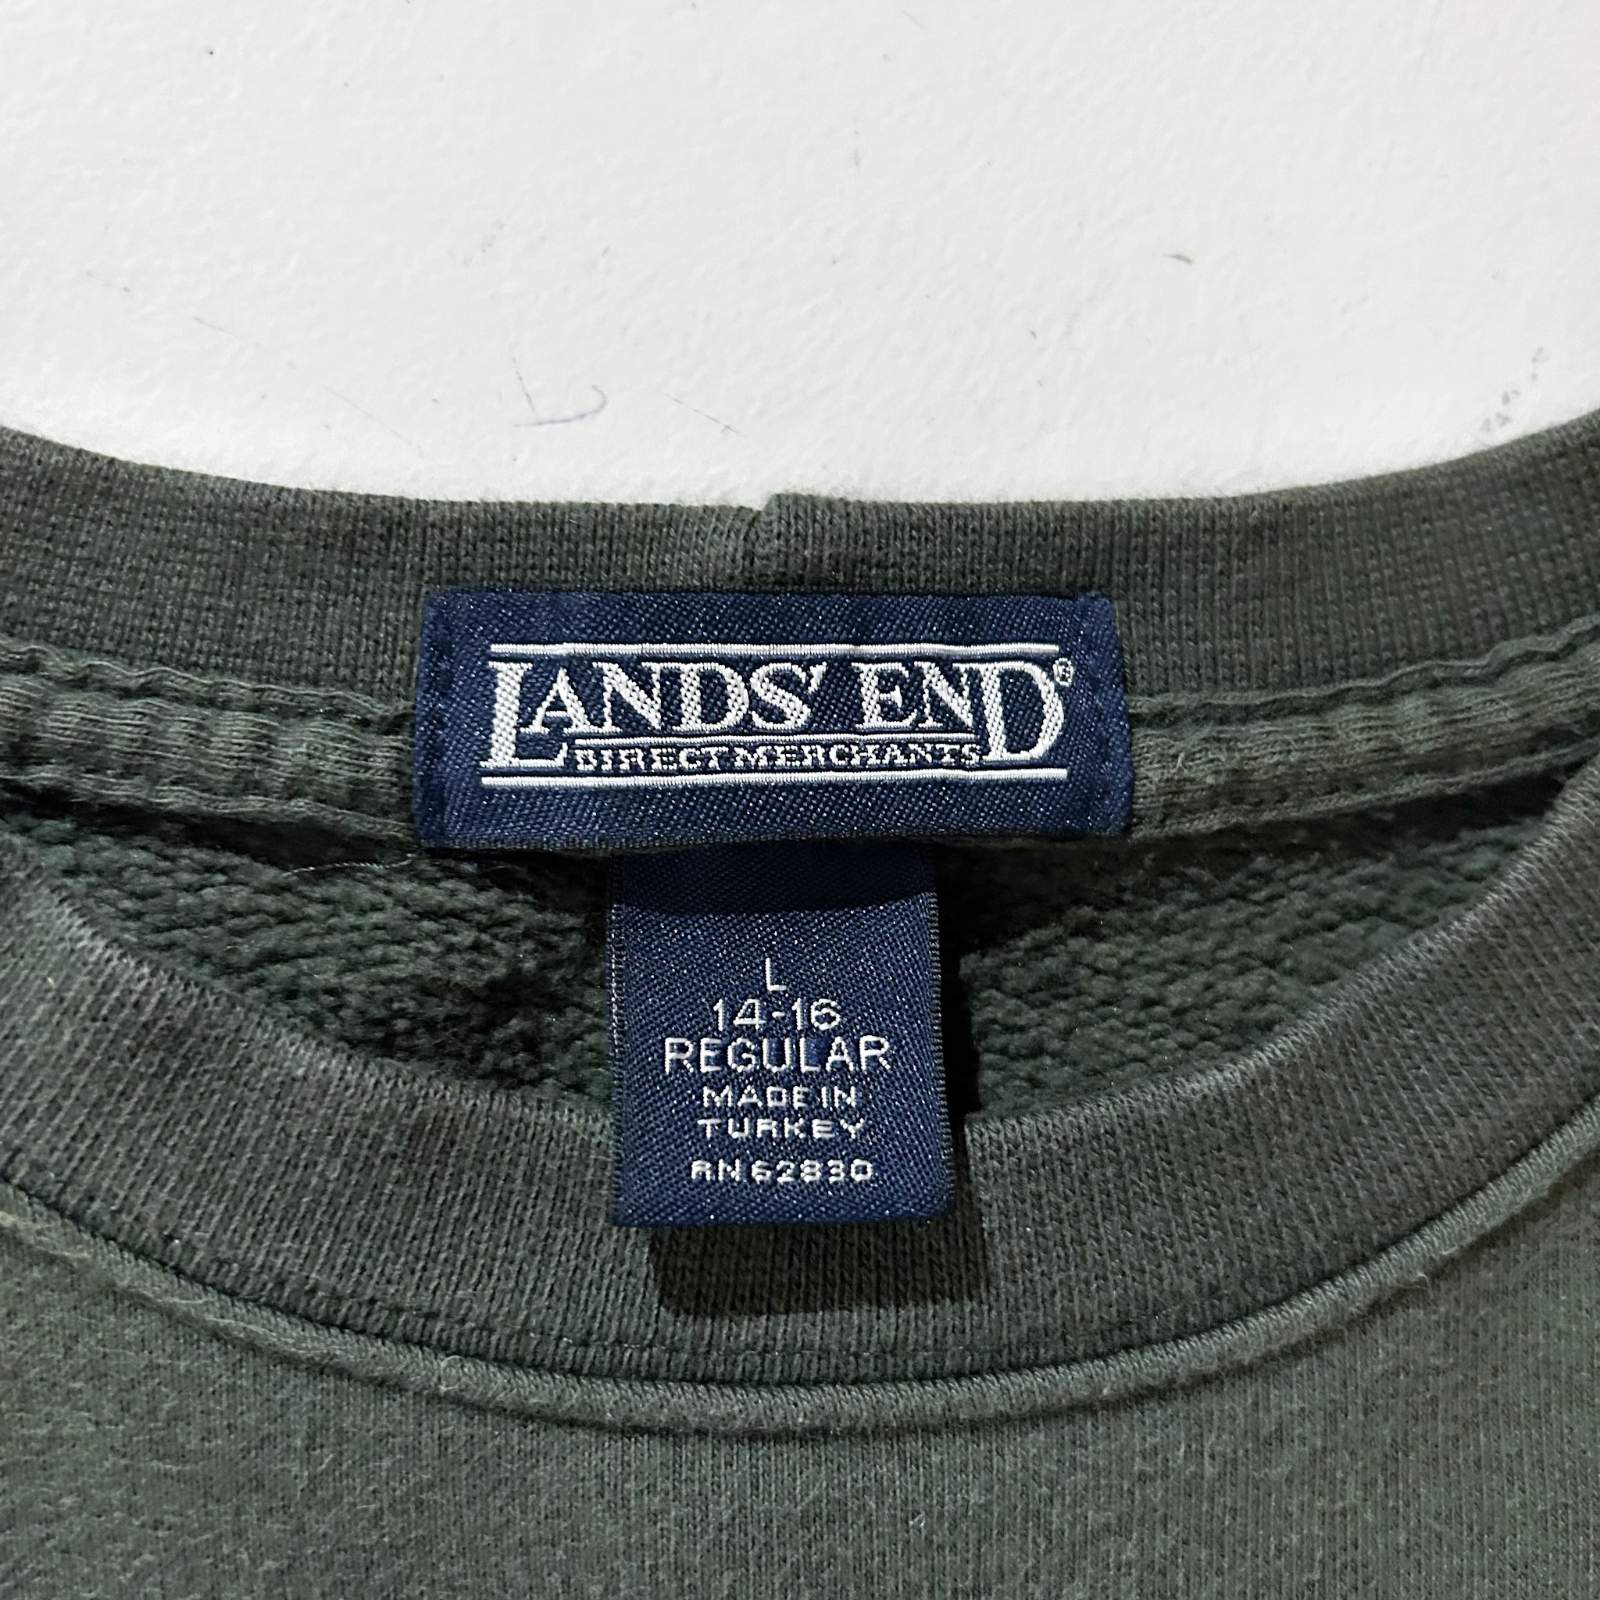 LANDS' END®
DIRECT MERCHANTS
L
14-16
REGULAR
MADE IN
TURKEY
RN 62830